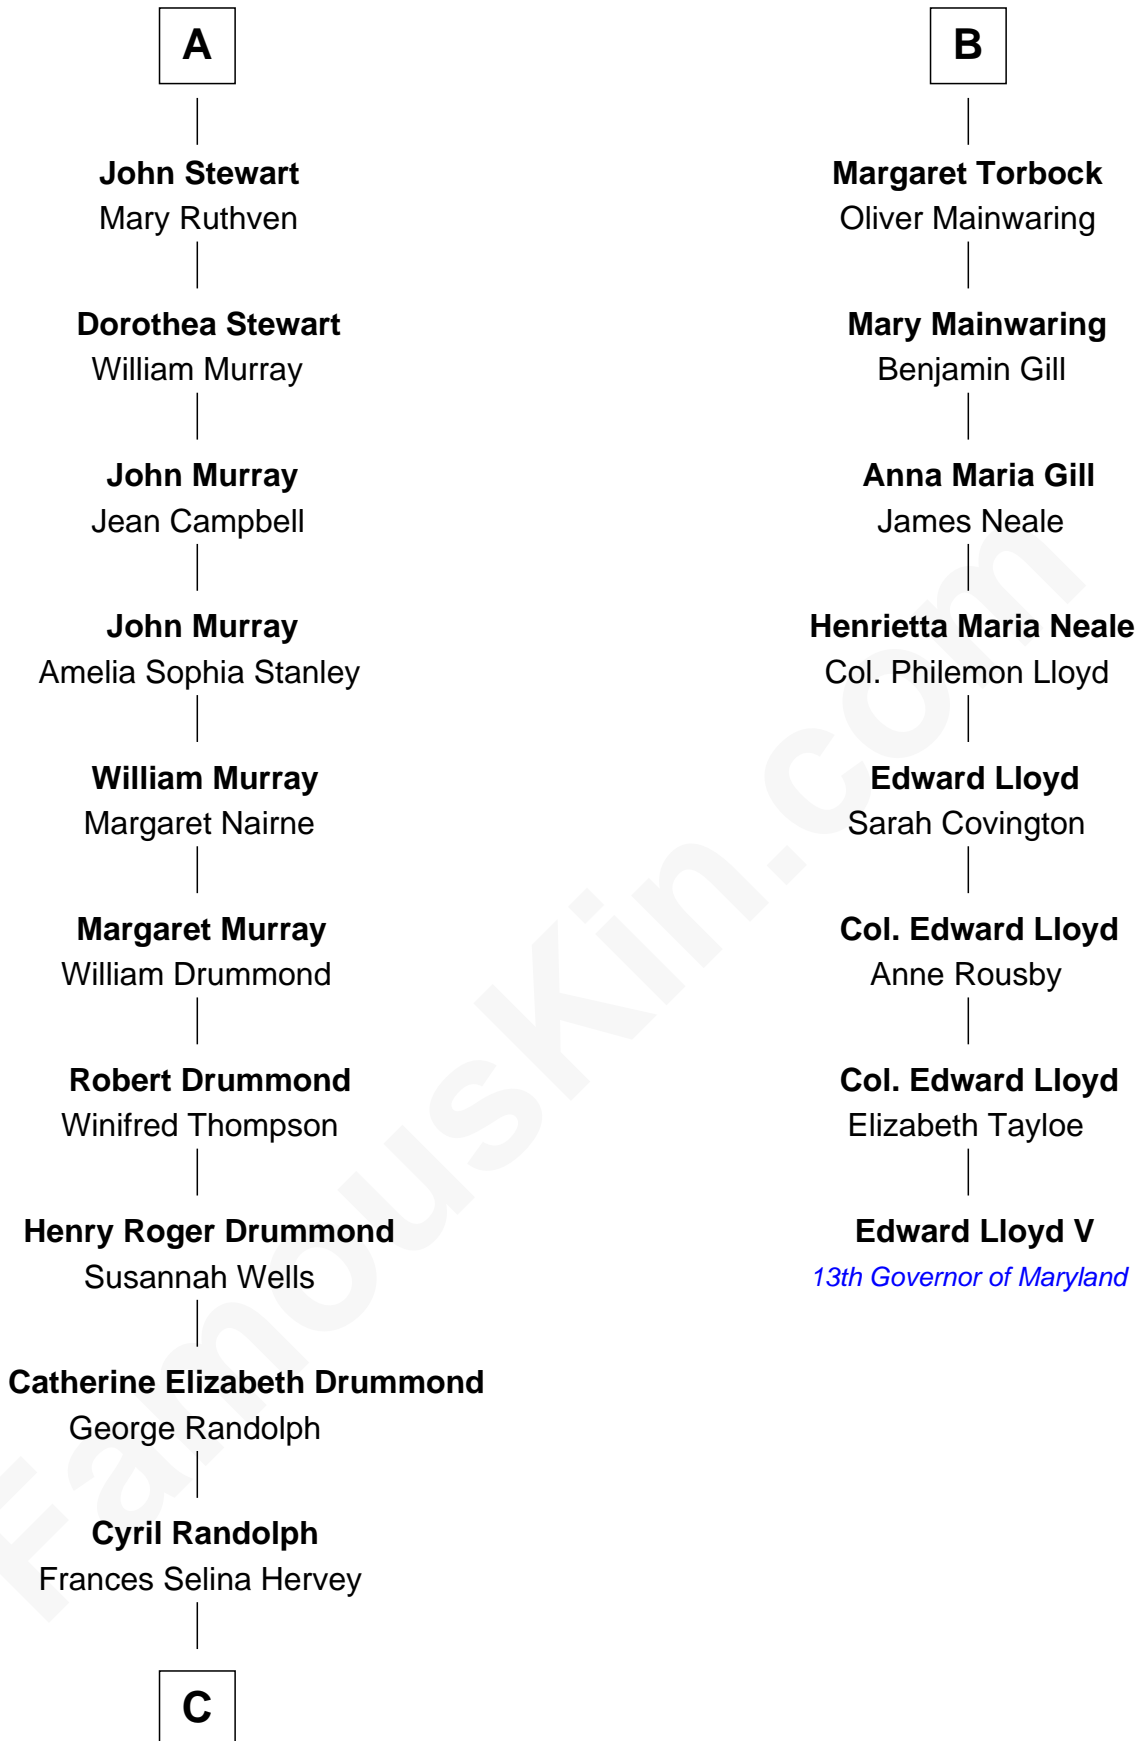 A
John Stewart
Mary Ruthven
Dorothea Stewart
William Murray
John Murray
Jean Campbell
John Murray
Amelia Sophia Stanley
William Murray
Margaret Nairne
Margaret Murray
William Drummond
Robert Drummond
Winifred Thompson
Henry Roger Drummond
Susannah Wells
Catherine Elizabeth Drummond
George Randolph
Cyril Randolph
Frances Selina Hervey
C
B
Margaret Torbock
Oliver Mainwaring
Mary Mainwaring
Benjamin Gill
Anna Maria Gill
James Neale
Henrietta Maria Neale
Col. Philemon Lloyd
Edward Lloyd
Sarah Covington
Col. Edward Lloyd
Anne Rousby
Col. Edward Lloyd
Elizabeth Tayloe
Edward Lloyd V
13th Governor of Maryland
FamousKin.com